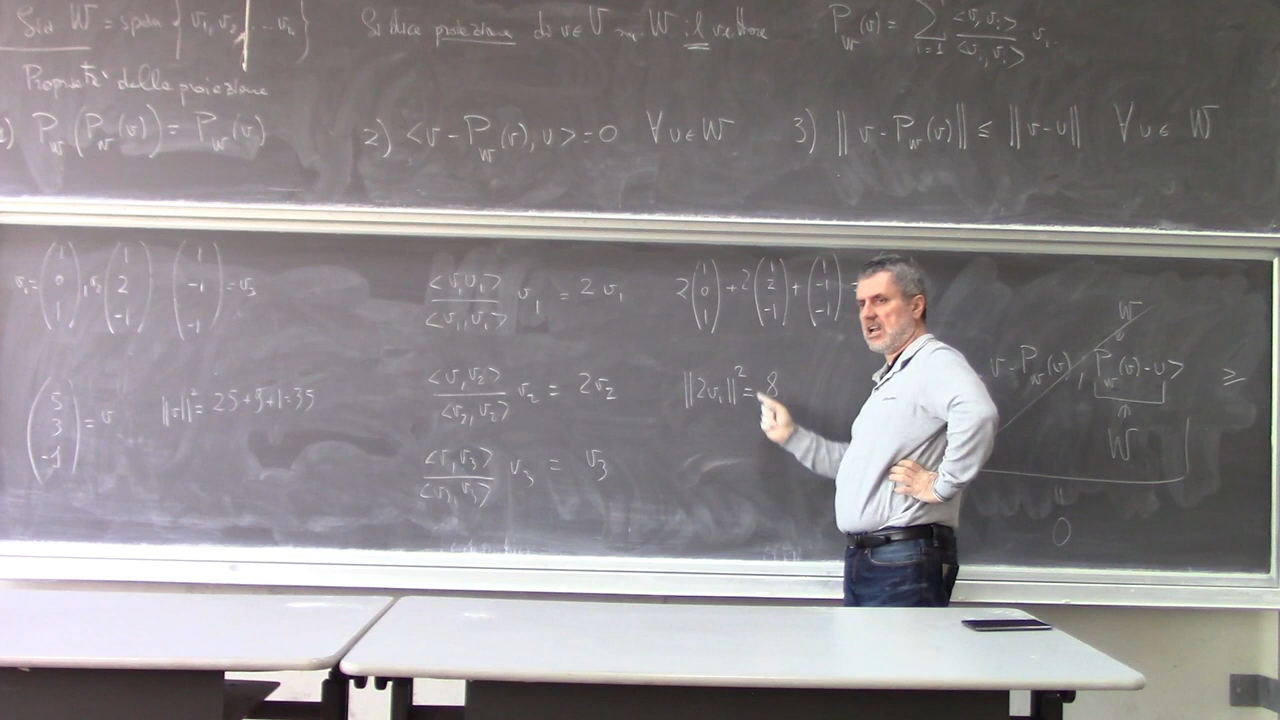 Sia W = span { v₁, v₂, ... vₙ } Si dice proiezione di v∈V su W il vettore P_W(v) = Σ_{i=1} <v, vᵢ>/<vᵢ, vᵢ> vᵢ
Proprietà della proiezione
1) P_W(P_W(v)) = P_W(v) 2) <v - P_W(v), u> = 0 ∀ u ∈ W 3) || v - P_W(v) || ≤ || v - u || ∀ u ∈ W
v₁ = (1 0 1), v₂ (1 2 -1) (1 -1 -1) = v₃
(5 3 -1) = v ||v||² = 25+9+1=35
<v,v₁>/<v₁,v₁> v₁ = 2v₁
<v,v₂>/<v₂,v₂> v₂ = 2v₂
<v,v₃>/<v₃,v₃> v₃ = v₃
2(1 0 1) + 2(1 2 -1) + (1 -1 -1) =
||2v₁||² = 8
W
0
v - P_W(v), P_W(v) - u> ≥
W
=
0